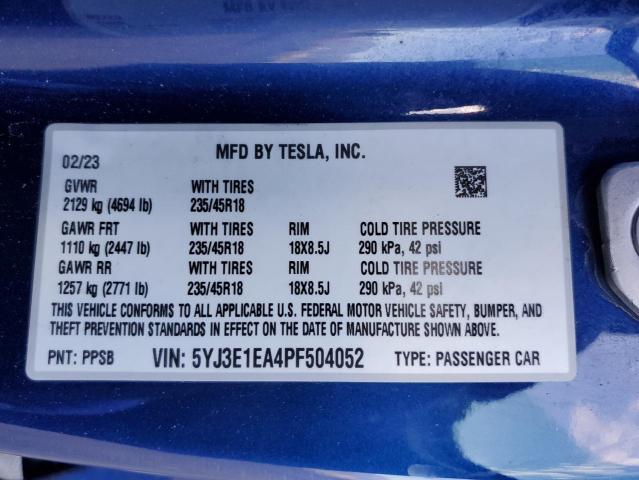 MFD BY TESLA, INC.
02/23
GVWR WITH TIRES
2129 kg (4694 lb) 235/45R18
GAWR FRT WITH TIRES RIM COLD TIRE PRESSURE
1110 kg (2447 lb) 235/45R18 18X8.5J 290 kPa, 42 psi
GAWR RR WITH TIRES RIM COLD TIRE PRESSURE
1257 kg (2771 lb) 235/45R18 18X8.5J 290 kPa, 42 psi
THIS VEHICLE CONFORMS TO ALL APPLICABLE U.S. FEDERAL MOTOR VEHICLE SAFETY, BUMPER, AND
THEFT PREVENTION STANDARDS IN EFFECT ON THE DATE OF MANUFACTURE SHOWN ABOVE.
PNT: PPSB VIN: 5YJ3E1EA4PF504052 TYPE: PASSENGER CAR